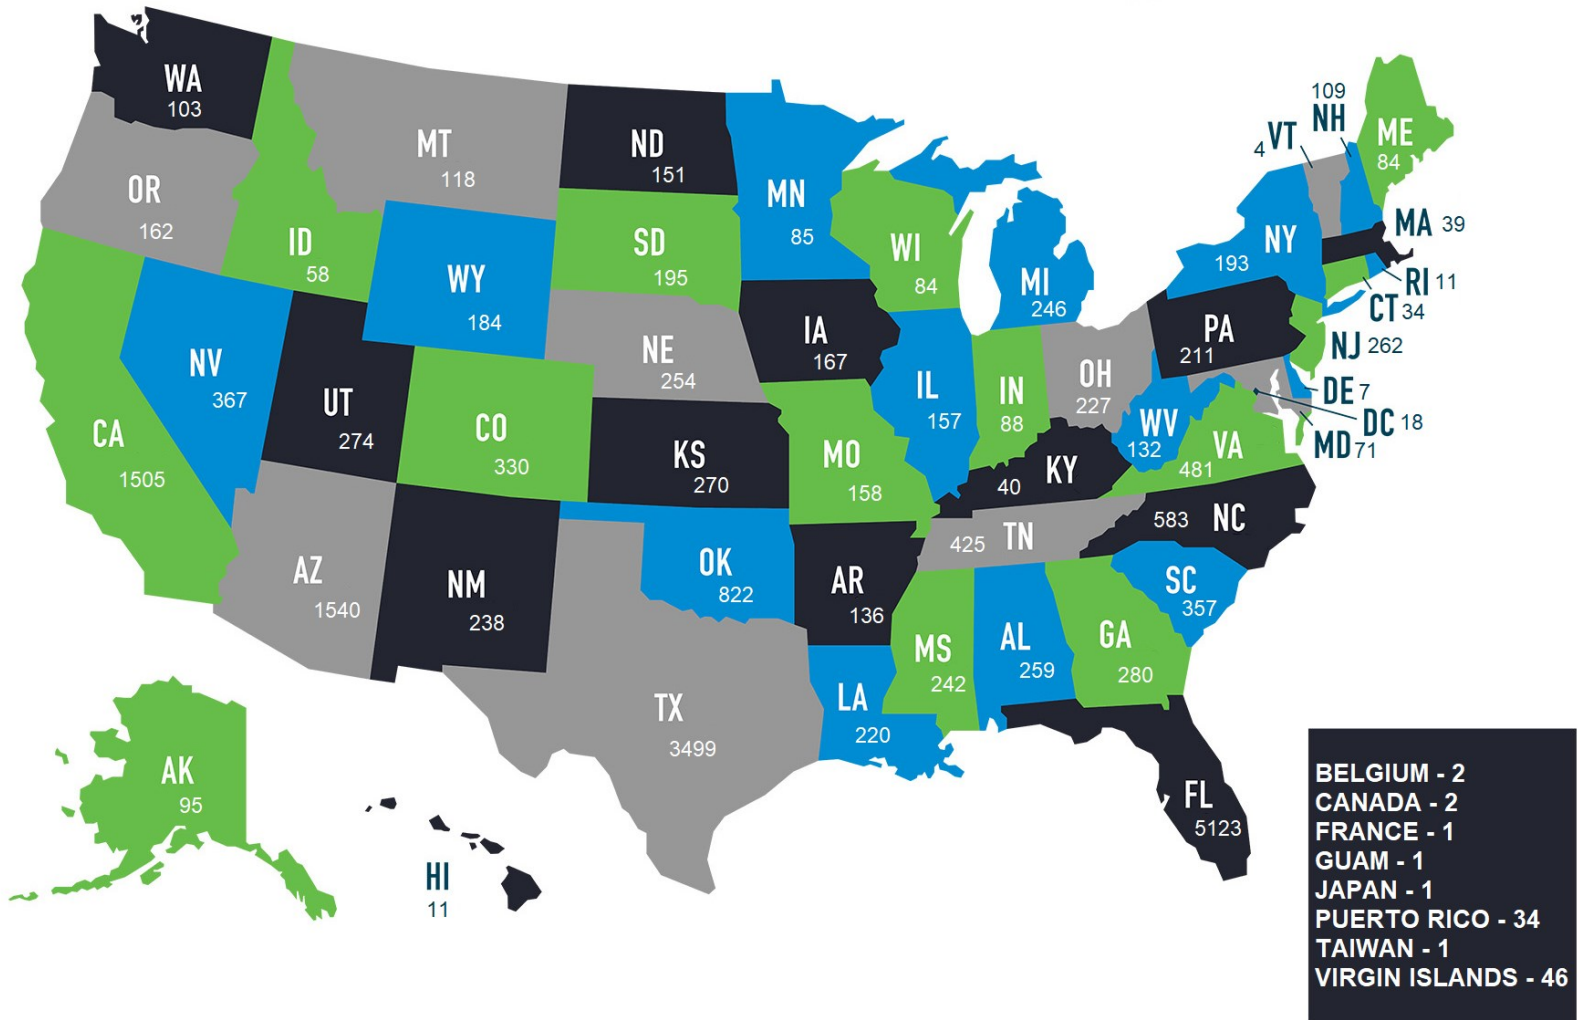 WA
103
OR
162
CA
1505
NV
367
ID
58
MT
118
WY
184
UT
274
AZ
1540
CO
330
NM
238
ND
151
SD
195
NE
254
KS
270
OK
822
TX
3499
MN
85
IA
167
MO
158
AR
136
LA
220
WI
84
IL
157
MI
246
IN
88
OH
227
KY
40
TN
425
MS
242
AL
259
GA
280
FL
5123
SC
357
583 NC
VA
481
WV
132
PA
211
NY
193
4 VT
109
NH
ME
84
MA 39
RI 11
CT 34
NJ 262
DE 7
DC 18
MD 71
AK
95
HI
11
BELGIUM - 2
CANADA - 2
FRANCE - 1
GUAM - 1
JAPAN - 1
PUERTO RICO - 34
TAIWAN - 1
VIRGIN ISLANDS - 46